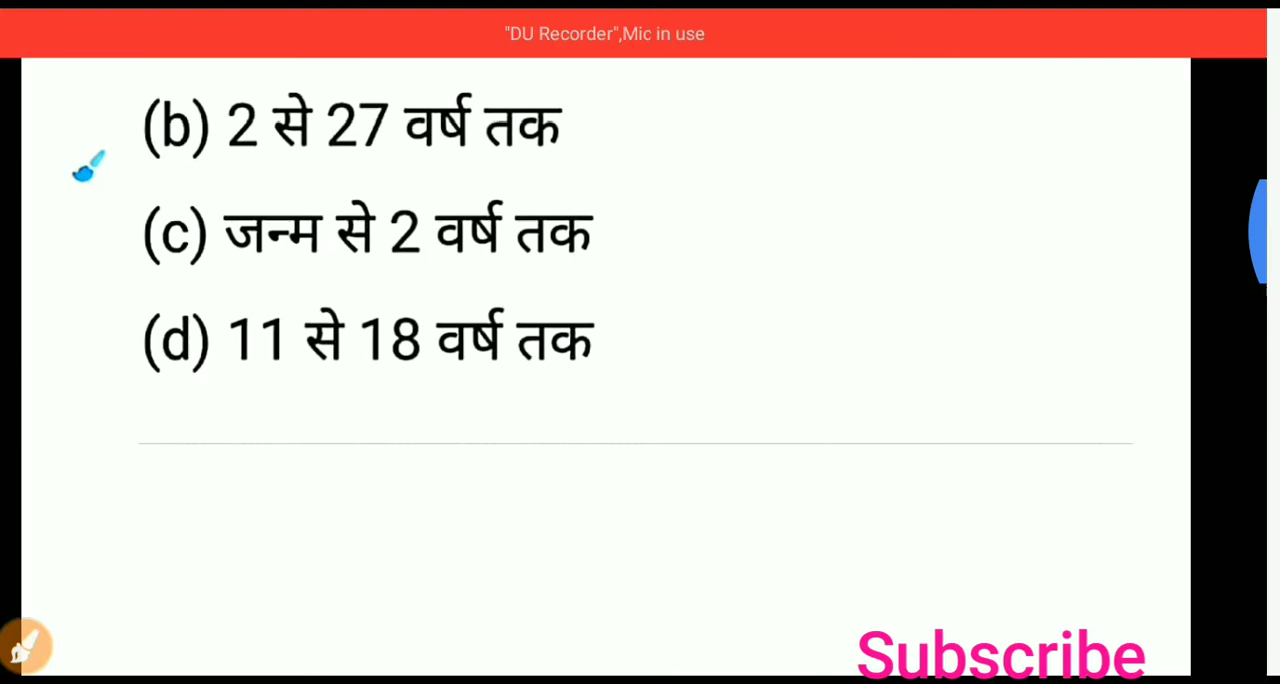 "DU Recorder",Mic in use
(b) 2 से 27 वर्ष तक
(c) जन्म से 2 वर्ष तक
(d) 11 से 18 वर्ष तक
Subscribe